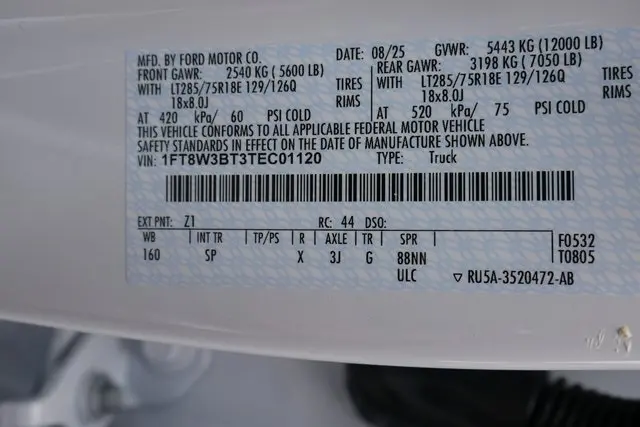 MFD. BY FORD MOTOR CO. DATE: 08/25 GVWR: 5443 KG (12000 LB)
FRONT GAWR: 2540 KG (5600 LB) REAR GAWR: 3198 KG (7050 LB)
WITH LT285/75R18E 129/126Q TIRES WITH LT285/75R18E 129/126Q TIRES
18x8.0J RIMS 18x8.0J RIMS
AT 420 kPa/ 60 PSI COLD AT 520 kPa/ 75 PSI COLD
THIS VEHICLE CONFORMS TO ALL APPLICABLE FEDERAL MOTOR VEHICLE
SAFETY STANDARDS IN EFFECT ON THE DATE OF MANUFACTURE SHOWN ABOVE.
VIN: 1FT8W3BT3TEC01120 TYPE: Truck
EXT PNT: Z1 RC: 44 DSO:
WB INT TR TP/PS R AXLE TR SPR F0532
160 SP X 3J G 88NN T0805
ULC ▽ RU5A-3520472-AB